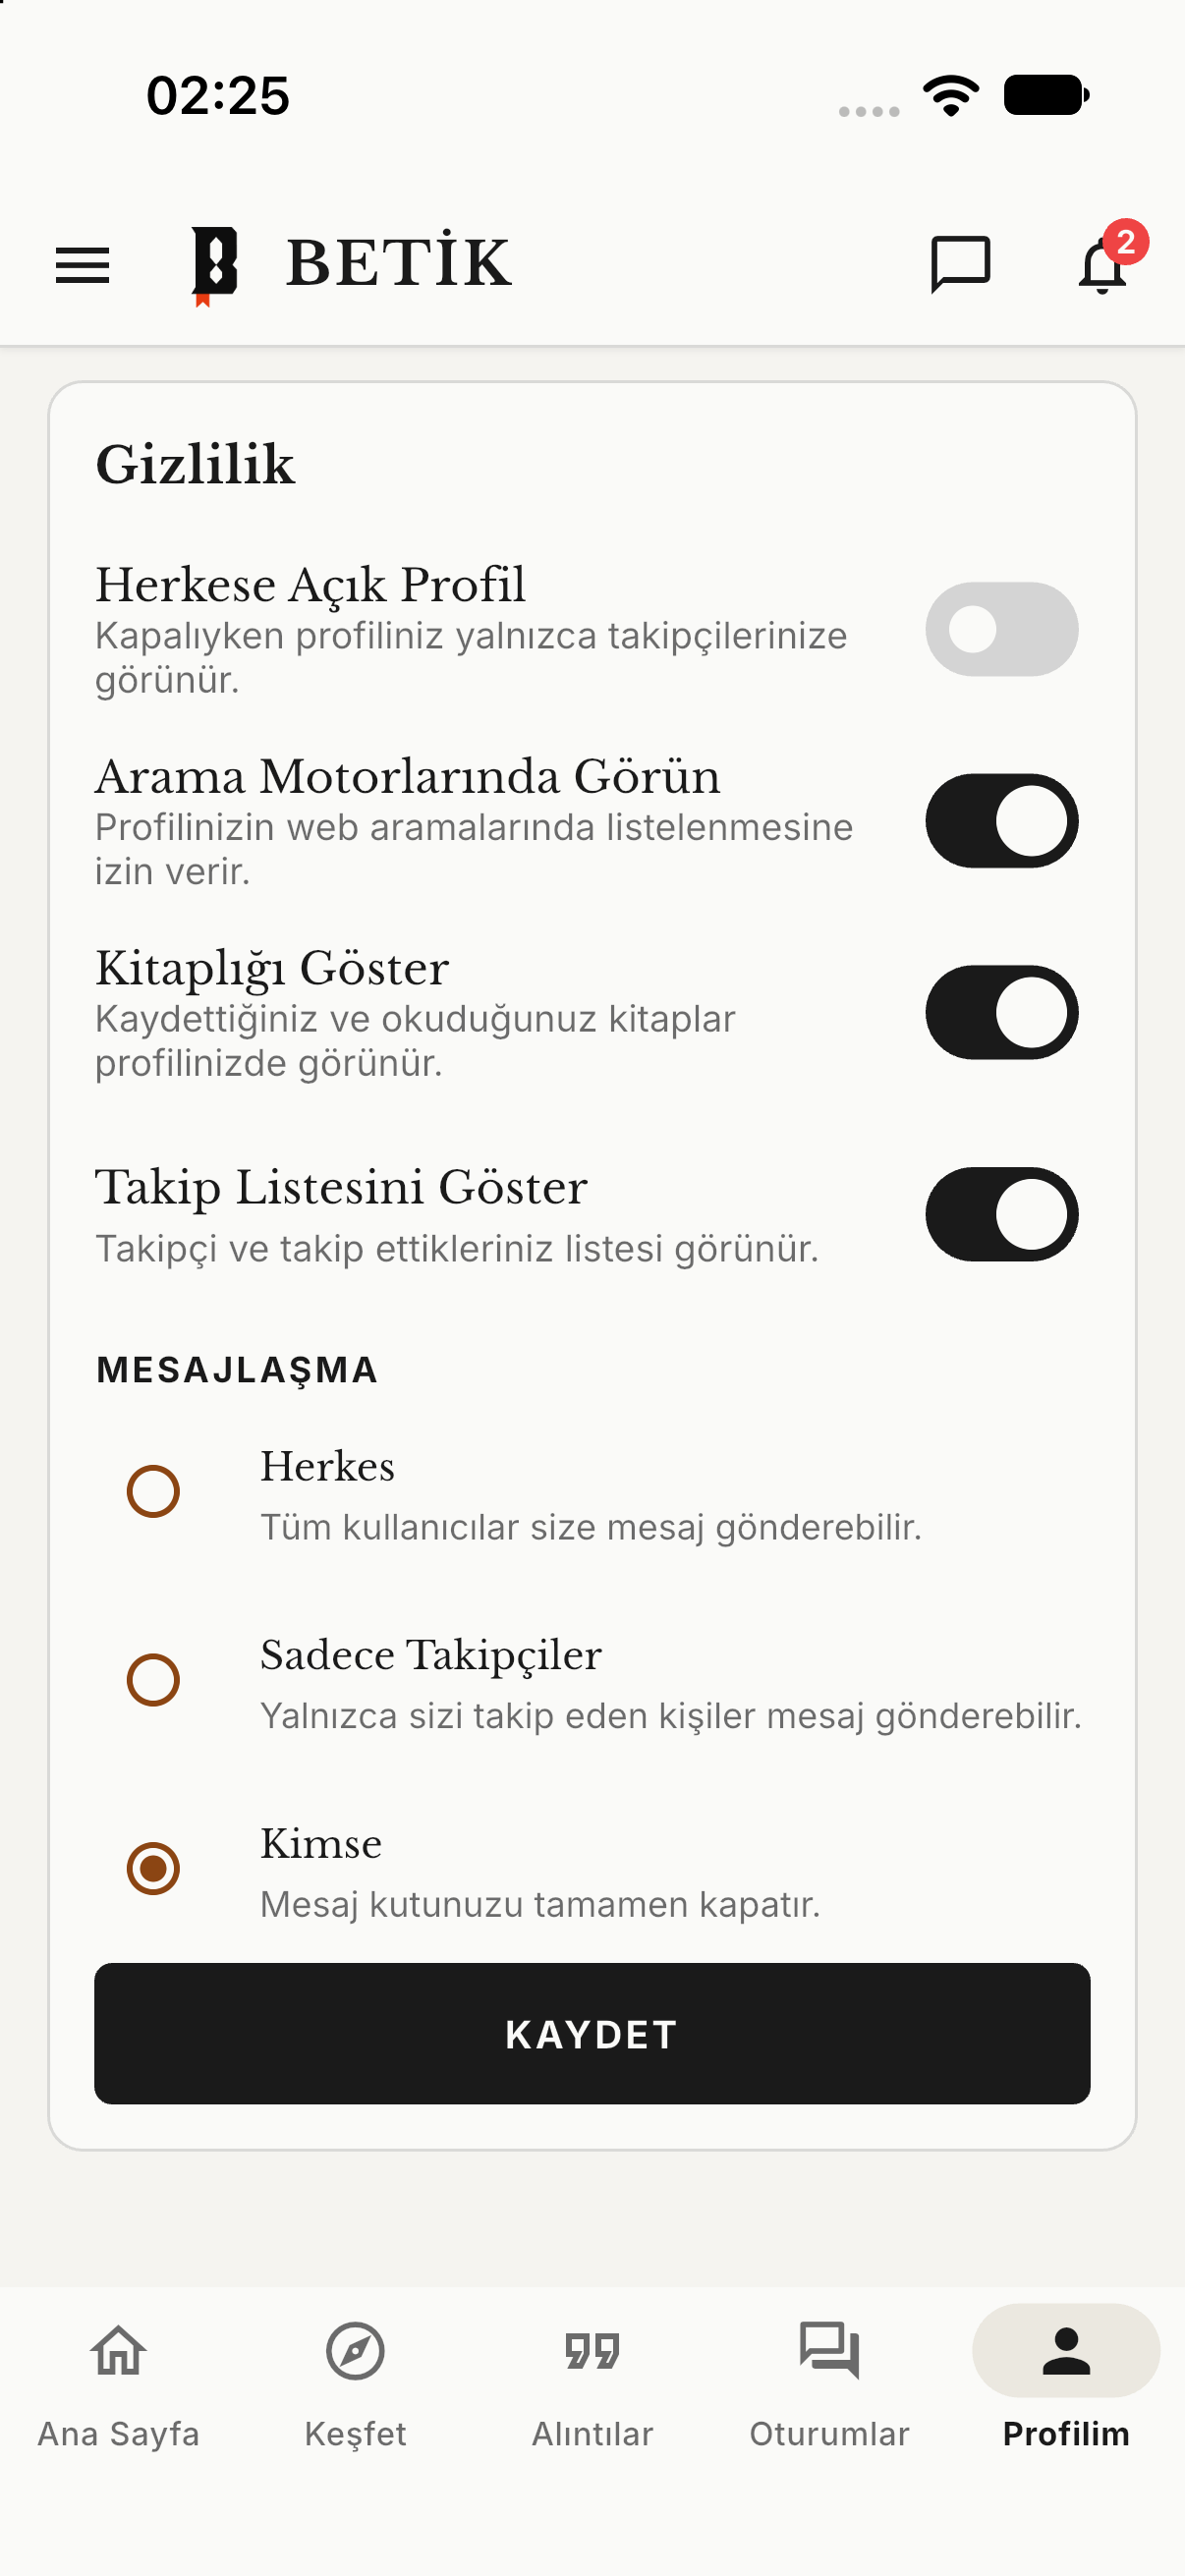 02:25
BETİK
2
Gizlilik
Herkese Açık Profil
Kapalıyken profiliniz yalnızca takipçilerinize
görünür.
Arama Motorlarında Görün
Profilinizin web aramalarında listelenmesine
izin verir.
Kitaplığı Göster
Kaydettiğiniz ve okuduğunuz kitaplar
profilinizde görünür.
Takip Listesini Göster
Takipçi ve takip ettikleriniz listesi görünür.
MESAJLAŞMA
Herkes
Tüm kullanıcılar size mesaj gönderebilir.
Sadece Takipçiler
Yalnızca sizi takip eden kişiler mesaj gönderebilir.
Kimse
Mesaj kutunuzu tamamen kapatır.
KAYDET
Ana Sayfa
Keşfet
Alıntılar
Oturumlar
Profilim